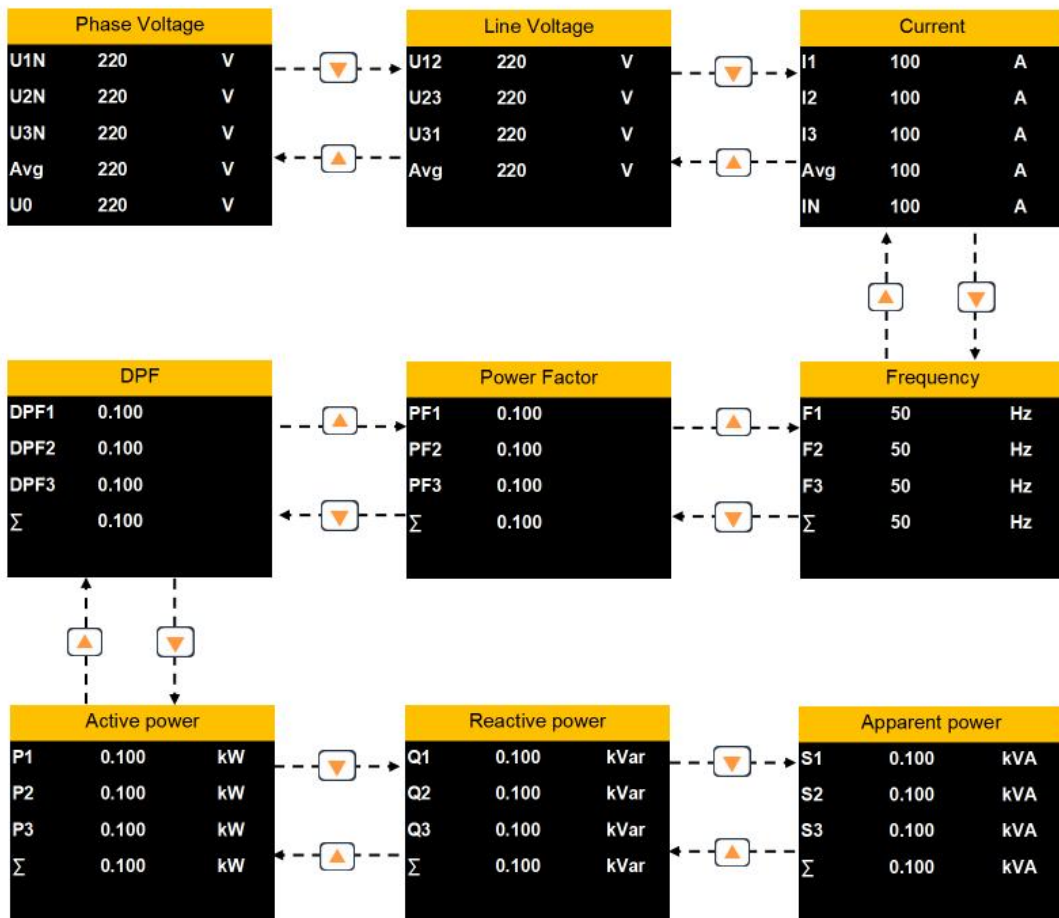 Phase Voltage
U1N 220 V
U2N 220 V
U3N 220 V
Avg 220 V
U0 220 V
Line Voltage
U12 220 V
U23 220 V
U31 220 V
Avg 220 V
Current
I1 100 A
I2 100 A
I3 100 A
Avg 100 A
IN 100 A
DPF
DPF1 0.100
DPF2 0.100
DPF3 0.100
∑ 0.100
Power Factor
PF1 0.100
PF2 0.100
PF3 0.100
∑ 0.100
Frequency
F1 50 Hz
F2 50 Hz
F3 50 Hz
∑ 50 Hz
Active power
P1 0.100 kW
P2 0.100 kW
P3 0.100 kW
∑ 0.100 kW
Reactive power
Q1 0.100 kVar
Q2 0.100 kVar
Q3 0.100 kVar
∑ 0.100 kVar
Apparent power
S1 0.100 kVA
S2 0.100 kVA
S3 0.100 kVA
∑ 0.100 kVA